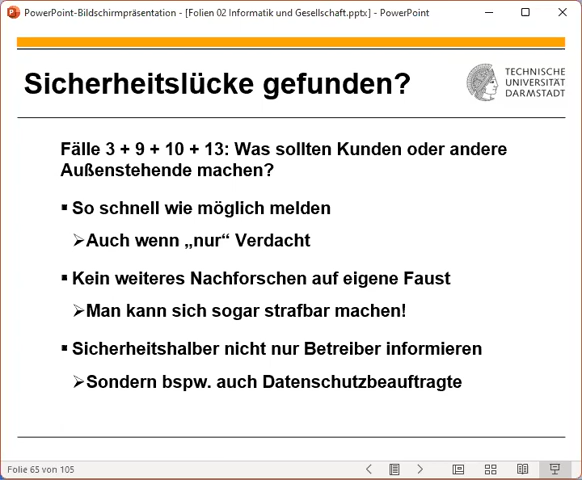 PowerPoint-Bildschirmpräsentation - [Folien 02 Informatik und Gesellschaft.pptx] - PowerPoint
Sicherheitslücke gefunden?
TECHNISCHE
UNIVERSITÄT
DARMSTADT
Fälle 3 + 9 + 10 + 13: Was sollten Kunden oder andere
Außenstehende machen?
▪ So schnell wie möglich melden
➢Auch wenn „nur“ Verdacht
▪ Kein weiteres Nachforschen auf eigene Faust
➢Man kann sich sogar strafbar machen!
▪ Sicherheitshalber nicht nur Betreiber informieren
➢Sondern bspw. auch Datenschutzbeauftragte
Folie 65 von 105